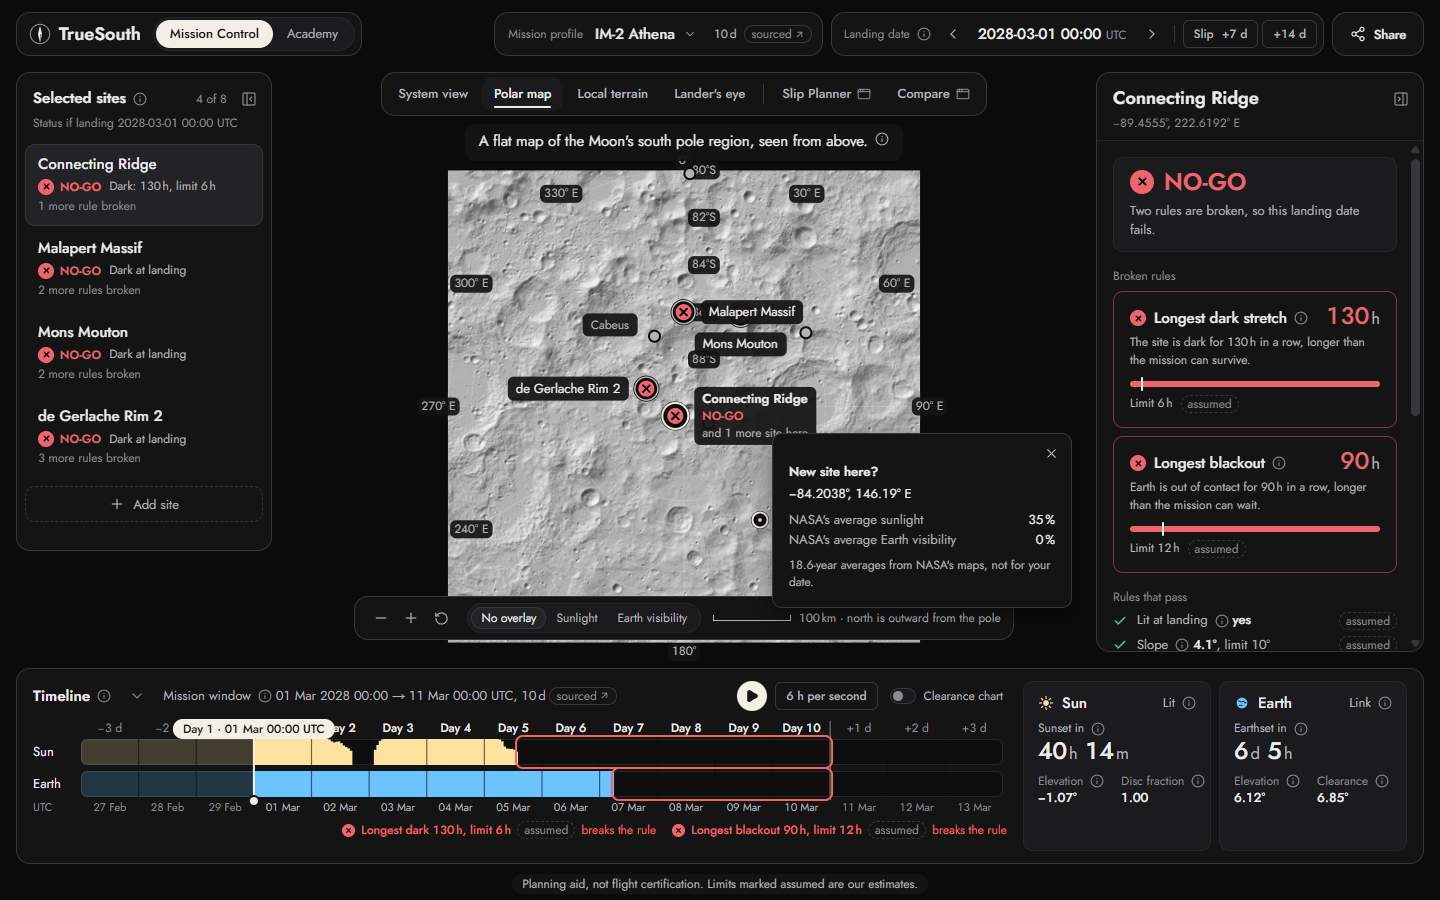 TrueSouth
Mission Control
Academy
Mission profile IM-2 Athena 10 d sourced ↗
Landing date 2028-03-01 00:00 UTC
Slip +7 d
+14 d
Share
Selected sites 4 of 8
Status if landing 2028-03-01 00:00 UTC
Connecting Ridge
NO-GO Dark: 130 h, limit 6 h
1 more rule broken
Malapert Massif
NO-GO Dark at landing
2 more rules broken
Mons Mouton
NO-GO Dark at landing
2 more rules broken
de Gerlache Rim 2
NO-GO Dark at landing
3 more rules broken
+ Add site
System view
Polar map
Local terrain
Lander's eye
Slip Planner
Compare
A flat map of the Moon's south pole region, seen from above.
80°S
330° E
30° E
82°S
84°S
300° E
60° E
Malapert Massif
Cabeus
Mons Mouton
88°S
de Gerlache Rim 2
270° E
90° E
Connecting Ridge
NO-GO
and 1 more site here
240° E
New site here?
−84.2038°, 146.19° E
NASA's average sunlight 35 %
NASA's average Earth visibility 0 %
18.6-year averages from NASA's maps, not for your
date.
No overlay
Sunlight
Earth visibility
100 km · north is outward from the pole
180°
Connecting Ridge
−89.4555°, 222.6192° E
NO-GO
Two rules are broken, so this landing date
fails.
Broken rules
Longest dark stretch 130 h
The site is dark for 130 h in a row, longer than
the mission can survive.
Limit 6 h assumed
Longest blackout 90 h
Earth is out of contact for 90 h in a row, longer
than the mission can wait.
Limit 12 h assumed
Rules that pass
Lit at landing yes assumed
Slope 4.1°, limit 10° assumed
Timeline
Mission window 01 Mar 2028 00:00 → 11 Mar 00:00 UTC, 10 d sourced ↗
6 h per second
Clearance chart
−3 d −2 Day 1 · 01 Mar 00:00 UTC ay 2 Day 3 Day 4 Day 5 Day 6 Day 7 Day 8 Day 9 Day 10 +1 d +2 d +3 d
Sun
Earth
UTC 27 Feb 28 Feb 29 Feb 01 Mar 02 Mar 03 Mar 04 Mar 05 Mar 06 Mar 07 Mar 08 Mar 09 Mar 10 Mar 11 Mar 12 Mar 13 Mar
Longest dark 130 h, limit 6 h assumed breaks the rule
Longest blackout 90 h, limit 12 h assumed breaks the rule
Sun Lit
Sunset in
40 h 14 m
Elevation Disc fraction
−1.07° 1.00
Earth Link
Earthset in
6 d 5 h
Elevation Clearance
6.12° 6.85°
Planning aid, not flight certification. Limits marked assumed are our estimates.